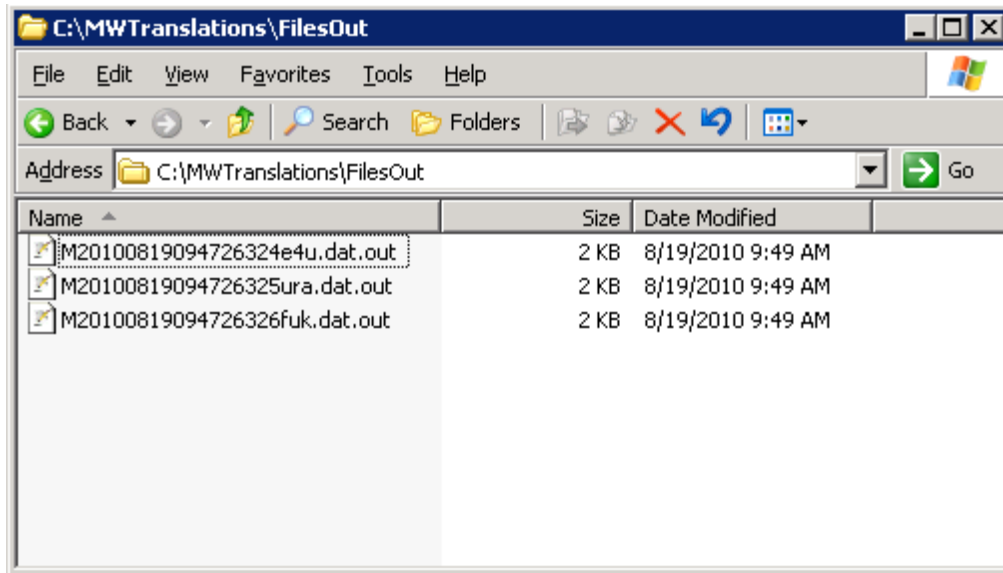 C:\MWTranslations\FilesOut
File Edit View Favorites Tools Help
Back Search Folders
Address C:\MWTranslations\FilesOut Go
Name Size Date Modified
M20100819094726324e4u.dat.out 2 KB 8/19/2010 9:49 AM
M20100819094726325ura.dat.out 2 KB 8/19/2010 9:49 AM
M20100819094726326fuk.dat.out 2 KB 8/19/2010 9:49 AM